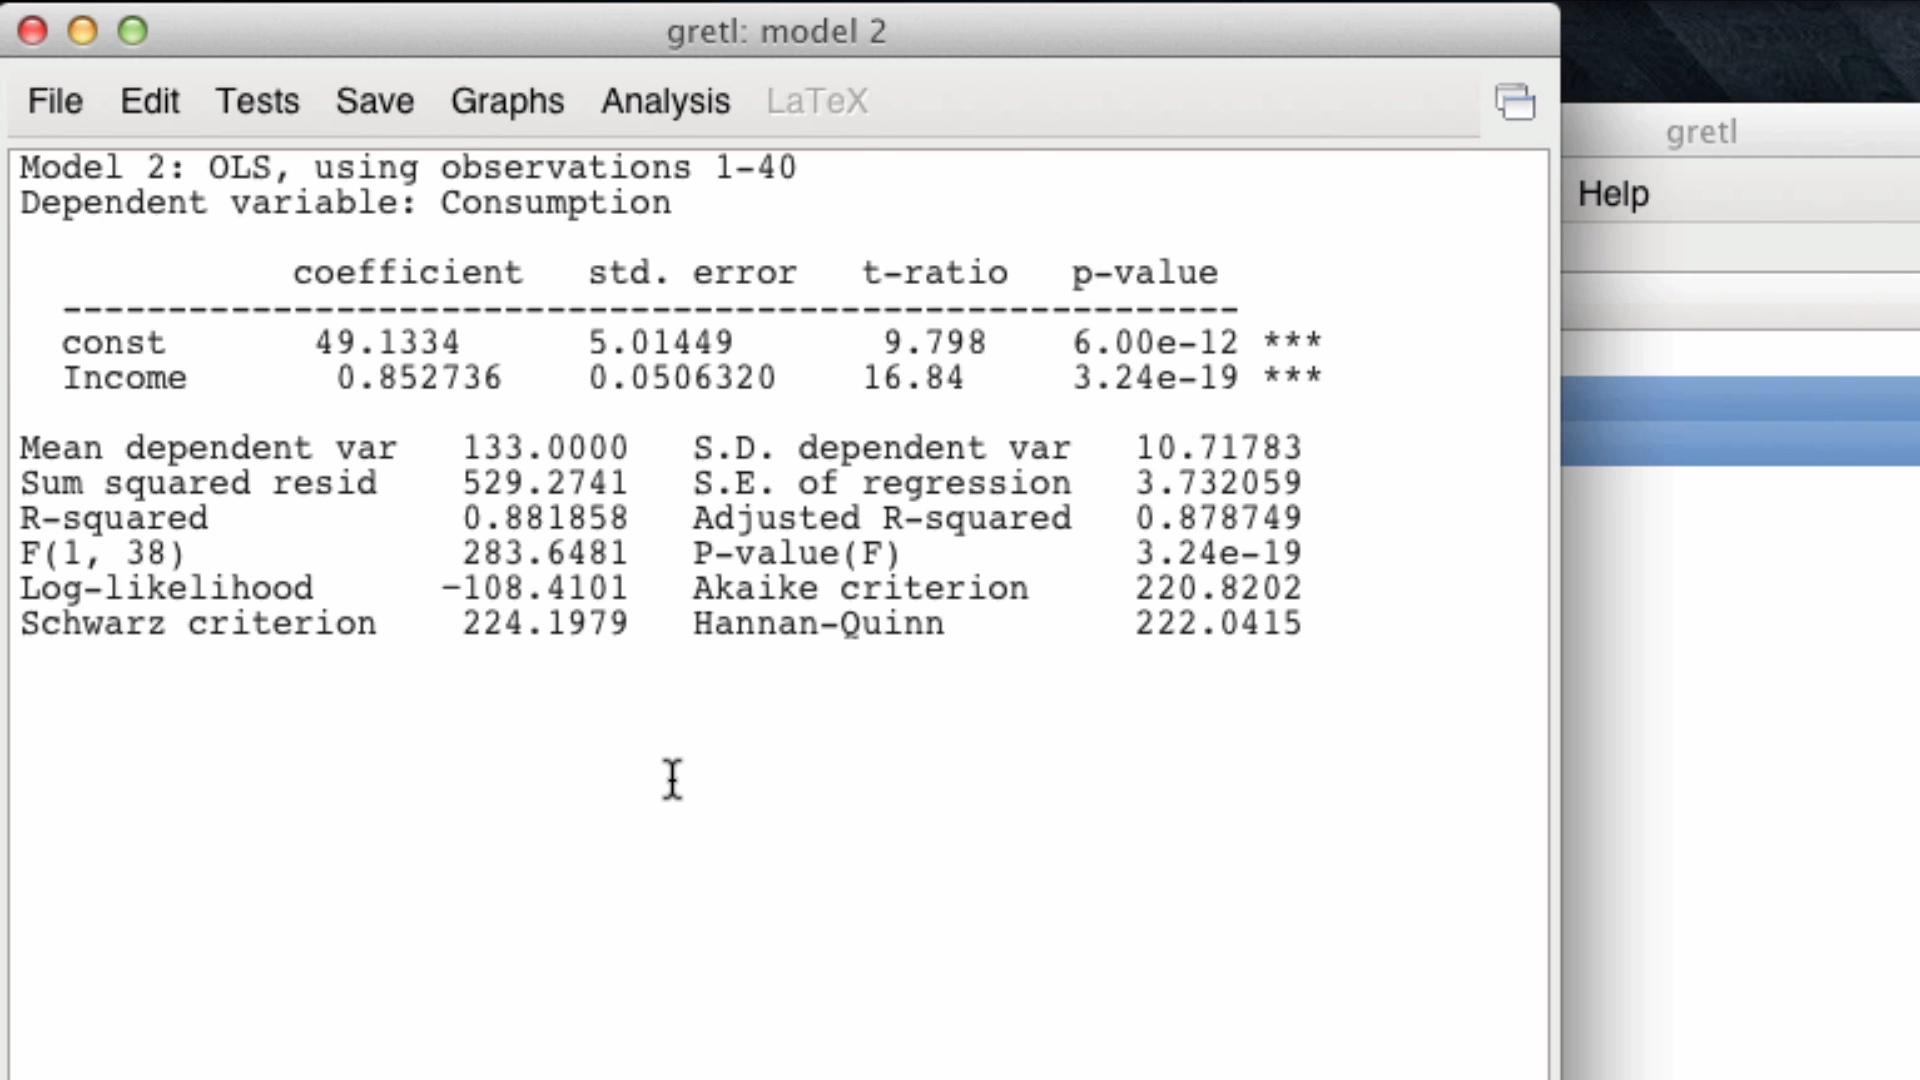 gretl: model 2
File Edit Tests Save Graphs Analysis LaTeX
gretl
Help
Model 2: OLS, using observations 1-40
Dependent variable: Consumption
coefficient std. error t-ratio p-value
--------------------------------------------------------
const 49.1334 5.01449 9.798 6.00e-12 ***
Income 0.852736 0.0506320 16.84 3.24e-19 ***
Mean dependent var 133.0000 S.D. dependent var 10.71783
Sum squared resid 529.2741 S.E. of regression 3.732059
R-squared 0.881858 Adjusted R-squared 0.878749
F(1, 38) 283.6481 P-value(F) 3.24e-19
Log-likelihood -108.4101 Akaike criterion 220.8202
Schwarz criterion 224.1979 Hannan-Quinn 222.0415